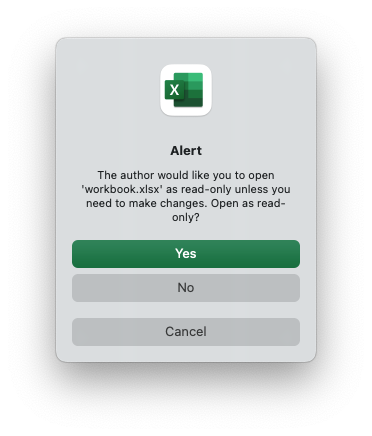 X
Alert
The author would like you to open
'workbook.xlsx' as read-only unless you
need to make changes. Open as read-
only?
Yes
No
Cancel